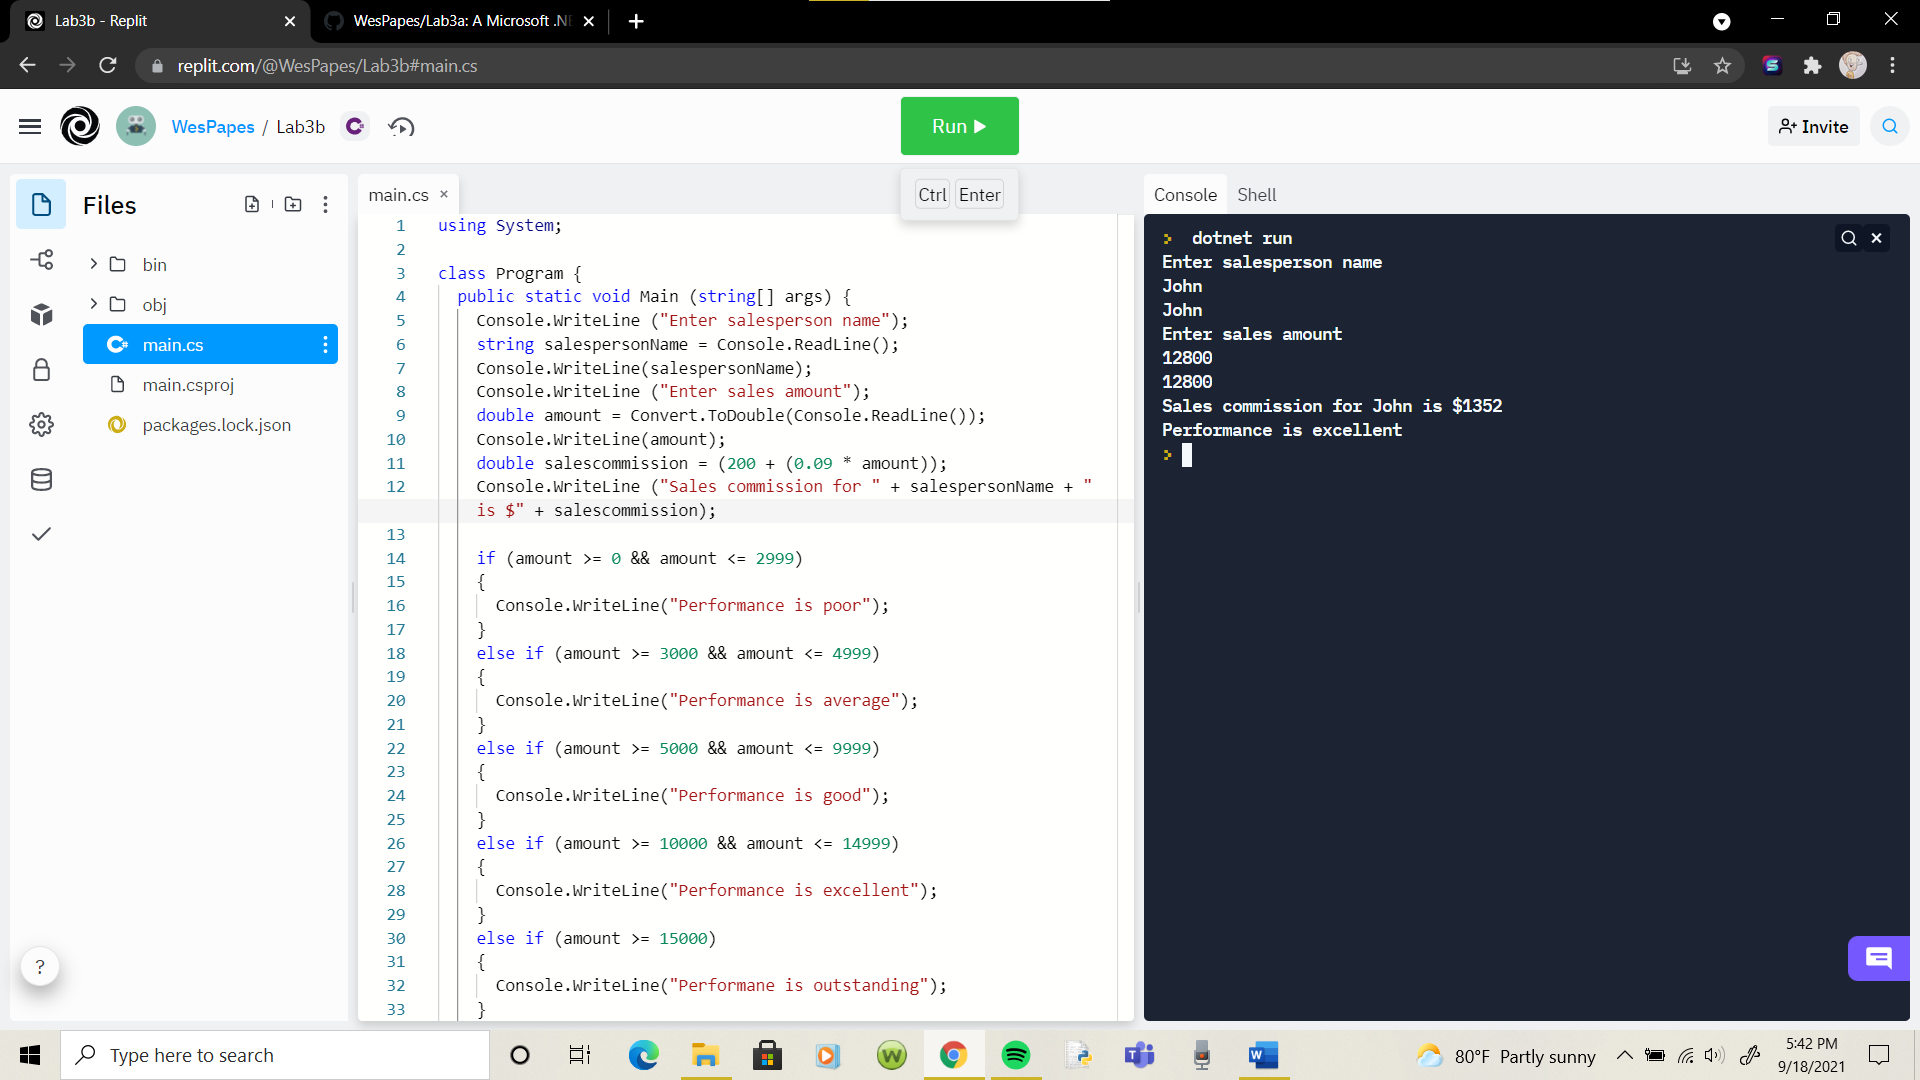 Lab3b - Replit
WesPapes/Lab3a: A Microsoft .N
replit.com/@WesPapes/Lab3b#main.cs
WesPapes / Lab3b
Run
Invite
Ctrl Enter
Files
bin
obj
main.cs
main.csproj
packages.lock.json
main.cs
1 using System;
2
3 class Program {
4 public static void Main (string[] args) {
5 Console.WriteLine ("Enter salesperson name");
6 string salespersonName = Console.ReadLine();
7 Console.WriteLine(salespersonName);
8 Console.WriteLine ("Enter sales amount");
9 double amount = Convert.ToDouble(Console.ReadLine());
10 Console.WriteLine(amount);
11 double salescommission = (200 + (0.09 * amount));
12 Console.WriteLine ("Sales commission for " + salespersonName + "
is $" + salescommission);
13
14 if (amount >= 0 && amount <= 2999)
15 {
16 Console.WriteLine("Performance is poor");
17 }
18 else if (amount >= 3000 && amount <= 4999)
19 {
20 Console.WriteLine("Performance is average");
21 }
22 else if (amount >= 5000 && amount <= 9999)
23 {
24 Console.WriteLine("Performance is good");
25 }
26 else if (amount >= 10000 && amount <= 14999)
27 {
28 Console.WriteLine("Performance is excellent");
29 }
30 else if (amount >= 15000)
31 {
32 Console.WriteLine("Performane is outstanding");
33 }
Console Shell
> dotnet run
Enter salesperson name
John
John
Enter sales amount
12800
12800
Sales commission for John is $1352
Performance is excellent
>
?
Type here to search
80°F Partly sunny
5:42 PM
9/18/2021